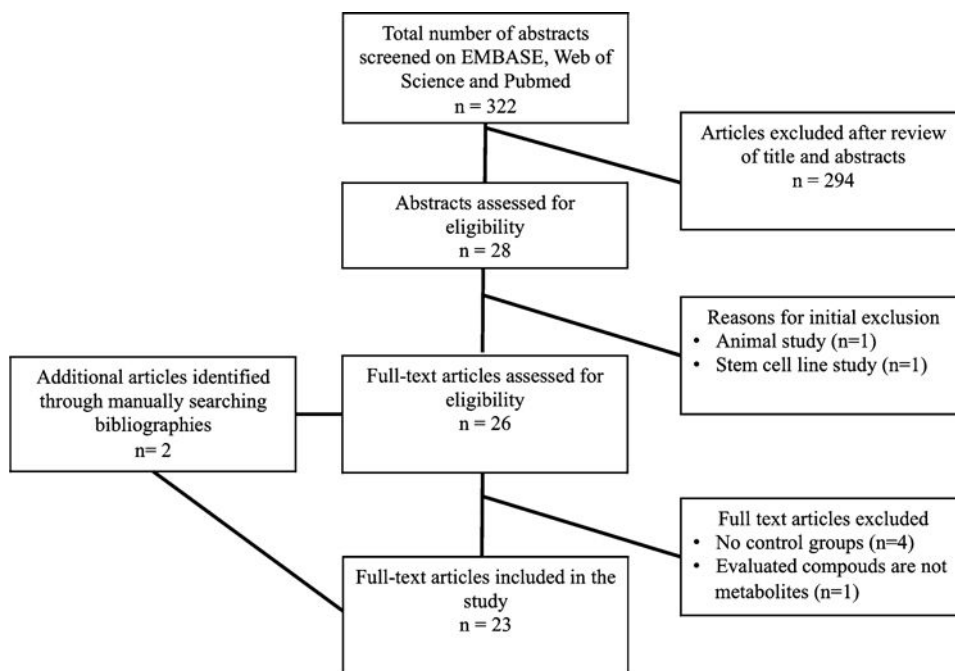 Total number of abstracts
screened on EMBASE, Web of
Science and Pubmed
n = 322
Articles excluded after review
of title and abstracts
n = 294
Abstracts assessed for
eligibility
n = 28
Reasons for initial exclusion
• Animal study (n=1)
• Stem cell line study (n=1)
Additional articles identified
through manually searching
bibliographies
n= 2
Full-text articles assessed for
eligibility
n = 26
Full text articles excluded
• No control groups (n=4)
• Evaluated compouds are not
metabolites (n=1)
Full-text articles included in the
study
n = 23